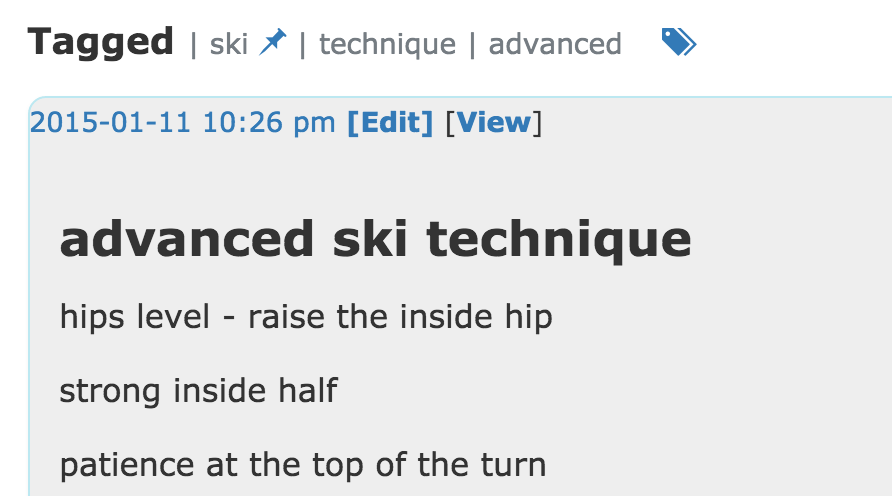 Tagged | ski | technique | advanced
2015-01-11 10:26 pm [Edit] [View]
advanced ski technique
hips level - raise the inside hip
strong inside half
patience at the top of the turn